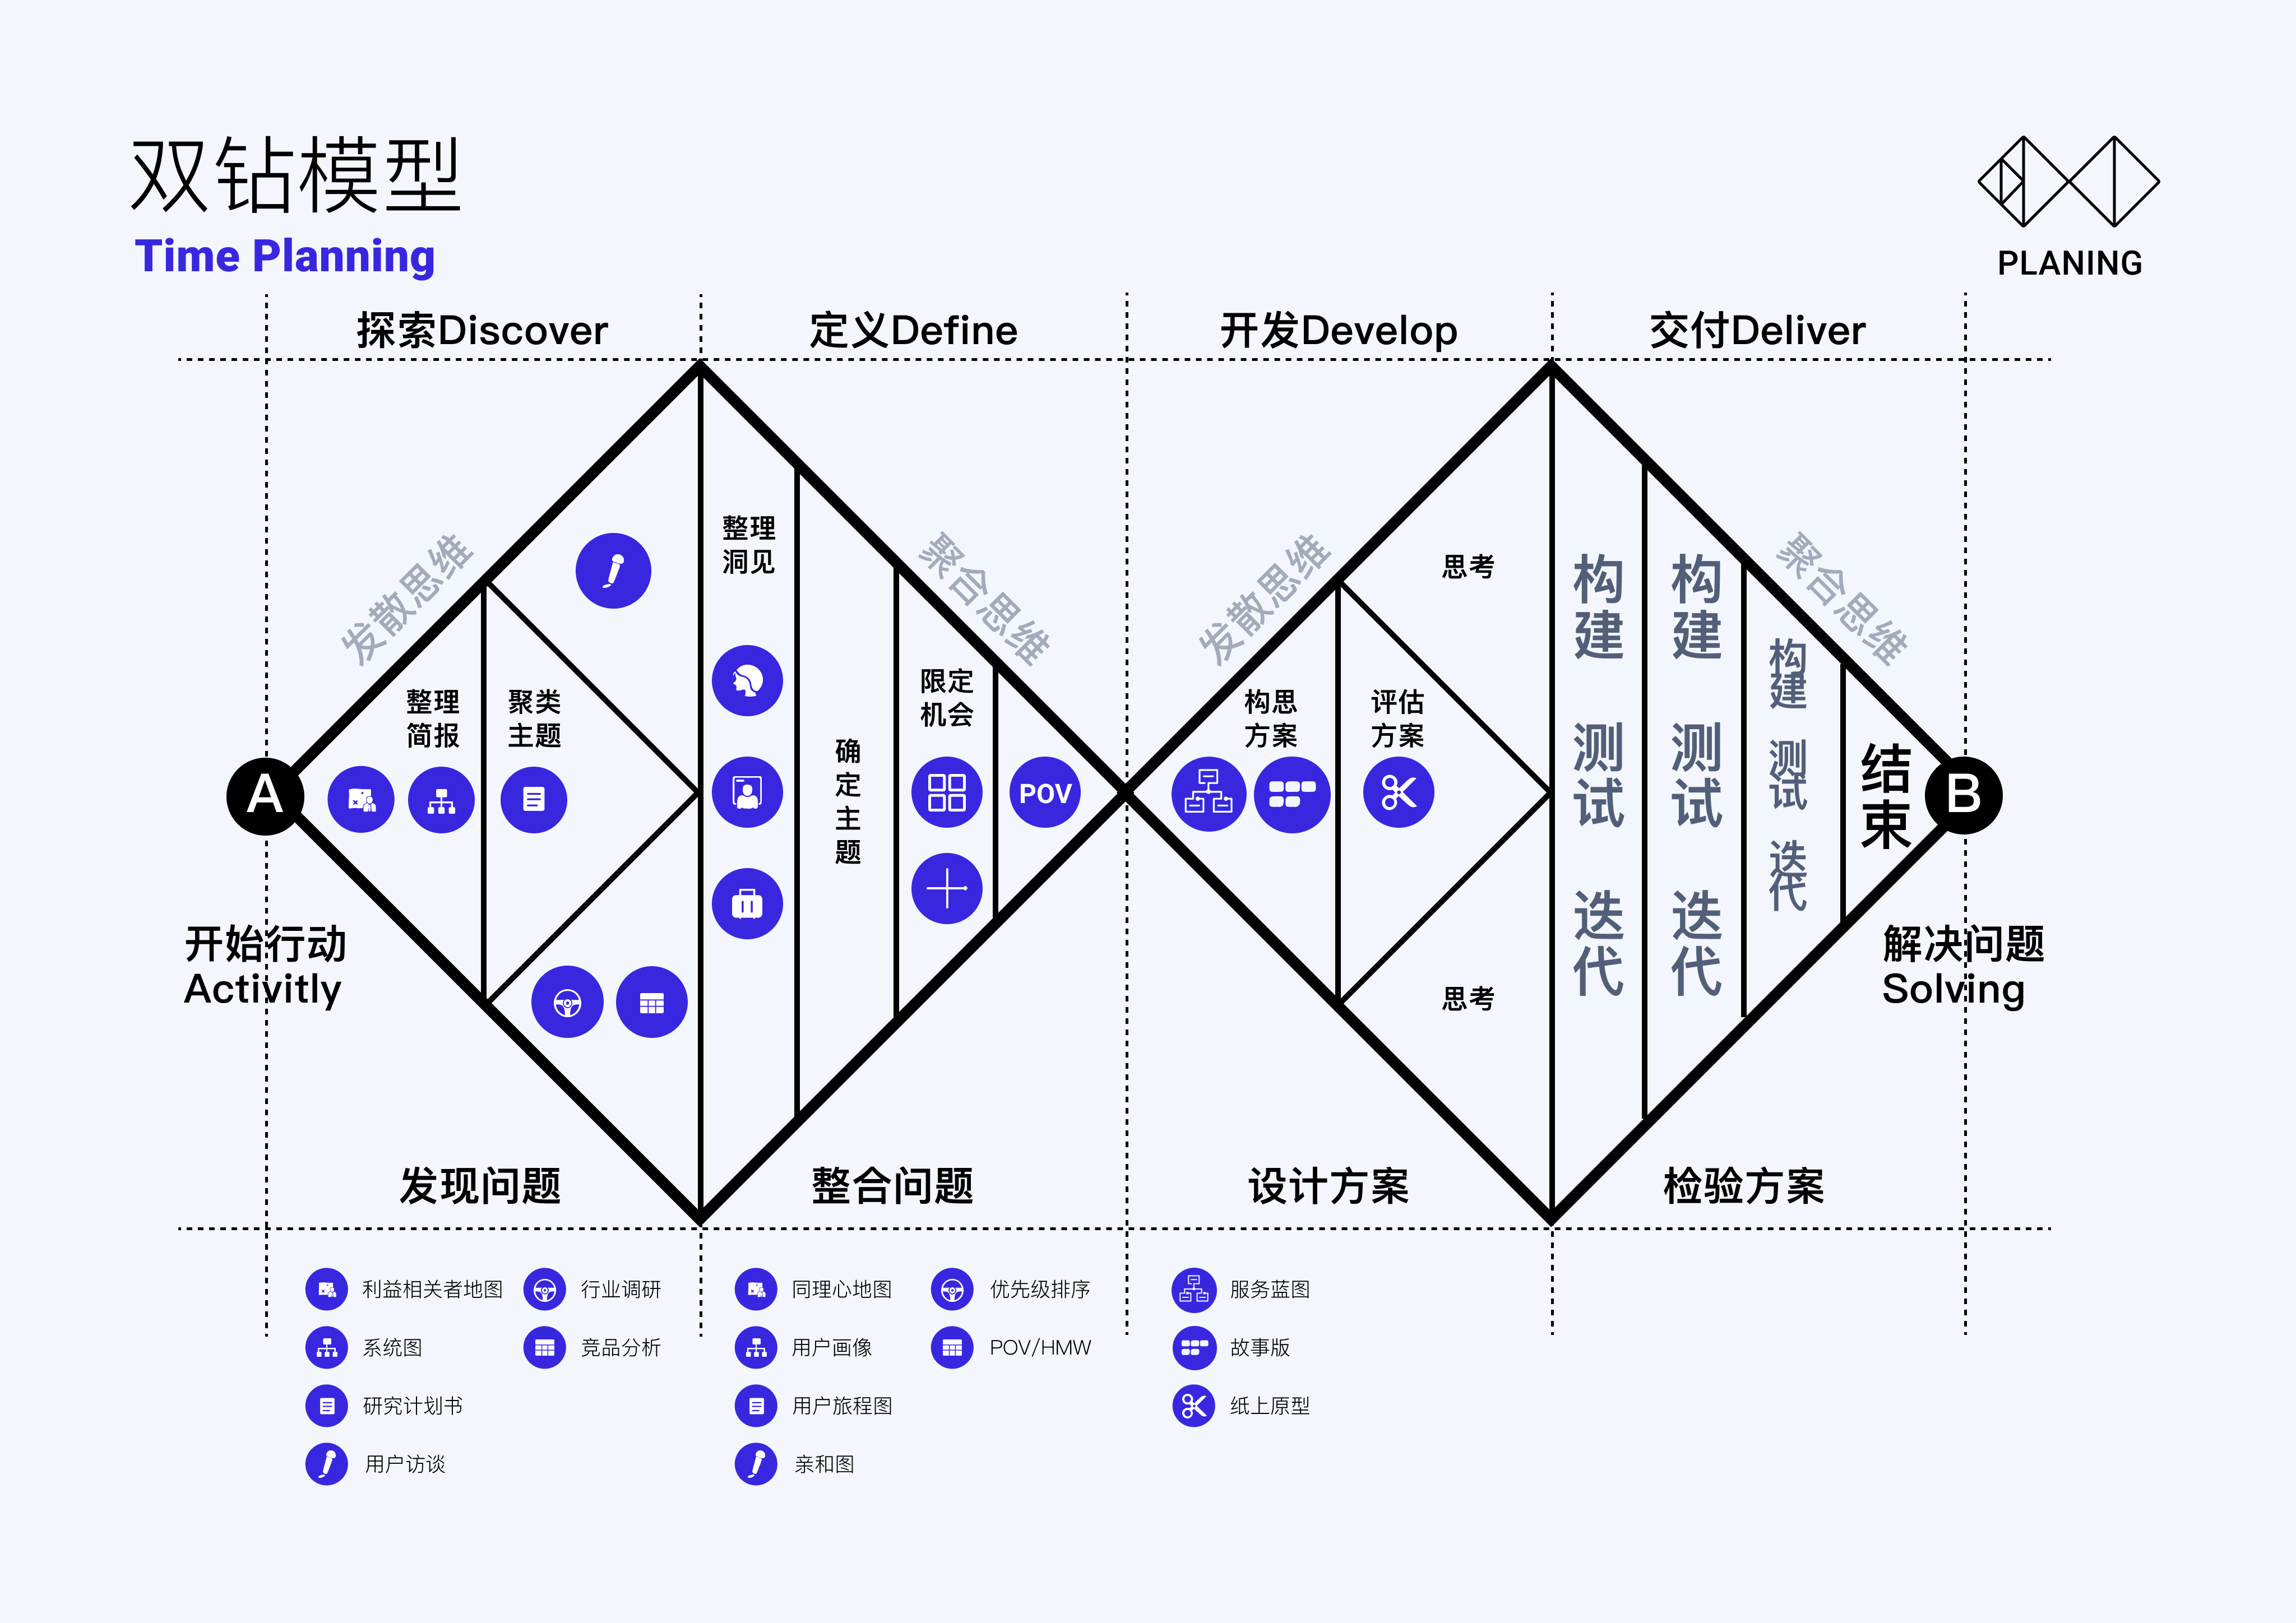 双钻模型
Time Planning
PLANING
探索Discover
定义Define
开发Develop
交付Deliver
发散思维
聚合思维
发散思维
聚合思维
整理
洞见
思考
整理
简报
聚类
主题
确定主题
限定
机会
POV
构思
方案
评估
方案
思考
构建 测试 迭代
构建 测试 迭代
构建 测试 迭代
结束
A
B
开始行动
Activitly
解决问题
Solving
发现问题
整合问题
设计方案
检验方案
利益相关者地图
行业调研
同理心地图
优先级排序
服务蓝图
系统图
竞品分析
用户画像
POV/HMW
故事版
研究计划书
用户旅程图
纸上原型
用户访谈
亲和图